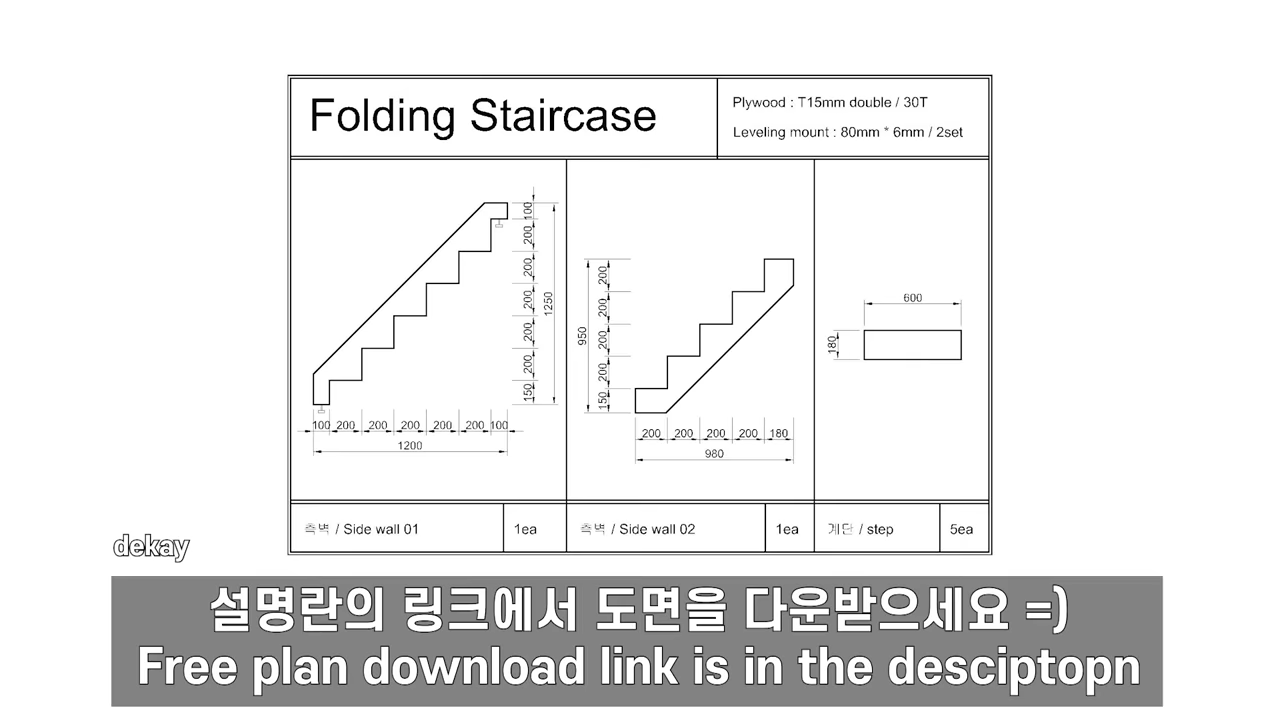 Folding Staircase
Plywood : T15mm double / 30T
Leveling mount : 80mm * 6mm / 2set
100
200
200
200
200
200
150
1250
100 200 200 200 200 200 100
1200
200
200
200
200
150
950
200 200 200 200 180
980
600
180
측벽 / Side wall 01
1ea
측벽 / Side wall 02
1ea
계단 / step
5ea
dekay
설명란의 링크에서 도면을 다운받으세요 =)
Free plan download link is in the desciptopn